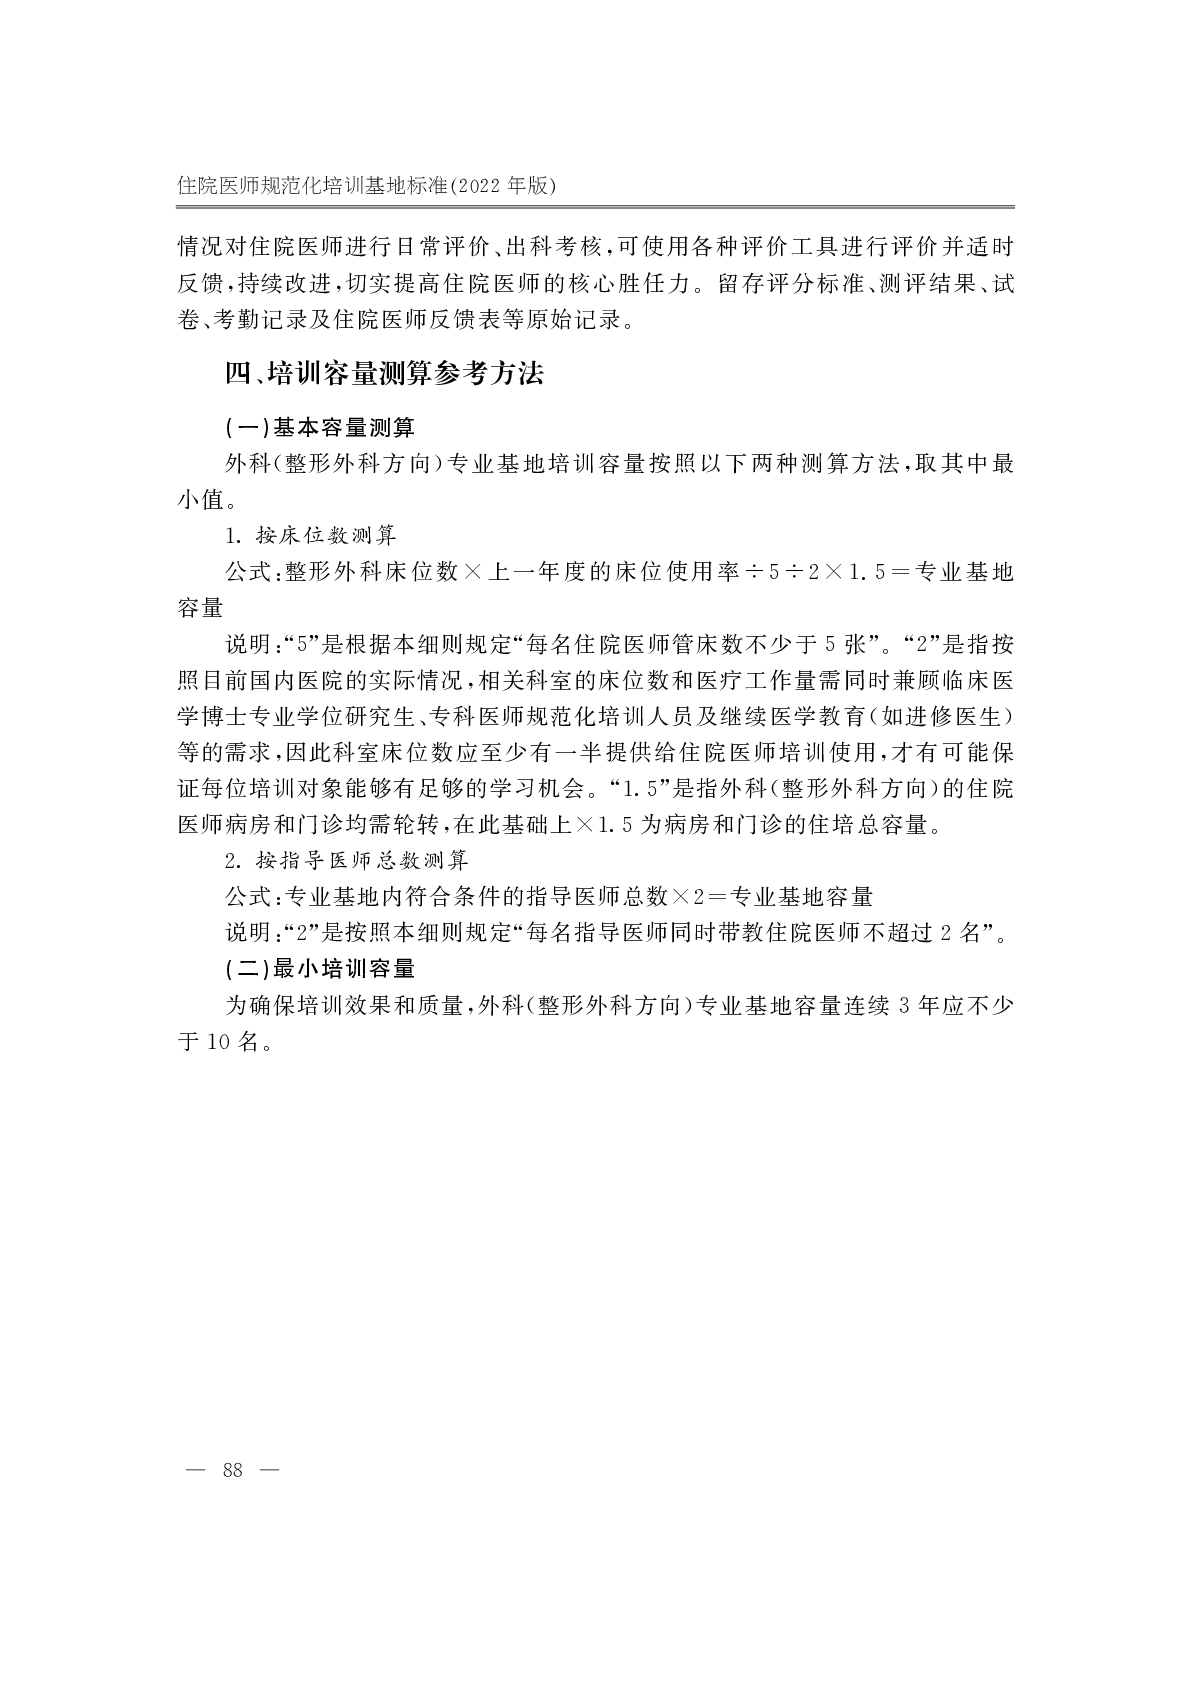 住院医师规范化培训基地标准(2022 年版)
情况对住院医师进行日常评价、出科考核,可使用各种评价工具进行评价并适时
反馈,持续改进,切实提高住院医师的核心胜任力。留存评分标准、测评结果、试
卷、考勤记录及住院医师反馈表等原始记录。
四、培训容量测算参考方法
(一)基本容量测算
外科(整形外科方向)专业基地培训容量按照以下两种测算方法,取其中最
小值。
1. 按床位数测算
公式:整形外科床位数×上一年度的床位使用率÷5÷2×1.5=专业基地
容量
说明:“5”是根据本细则规定“每名住院医师管床数不少于 5 张”。“2”是指按
照目前国内医院的实际情况,相关科室的床位数和医疗工作量需同时兼顾临床医
学博士专业学位研究生、专科医师规范化培训人员及继续医学教育(如进修医生)
等的需求,因此科室床位数应至少有一半提供给住院医师培训使用,才有可能保
证每位培训对象能够有足够的学习机会。“1.5”是指外科(整形外科方向)的住院
医师病房和门诊均需轮转,在此基础上×1.5 为病房和门诊的住培总容量。
2. 按指导医师总数测算
公式:专业基地内符合条件的指导医师总数×2=专业基地容量
说明:“2”是按照本细则规定“每名指导医师同时带教住院医师不超过 2 名”。
(二)最小培训容量
为确保培训效果和质量,外科(整形外科方向)专业基地容量连续 3 年应不少
于 10 名。
— 88 —